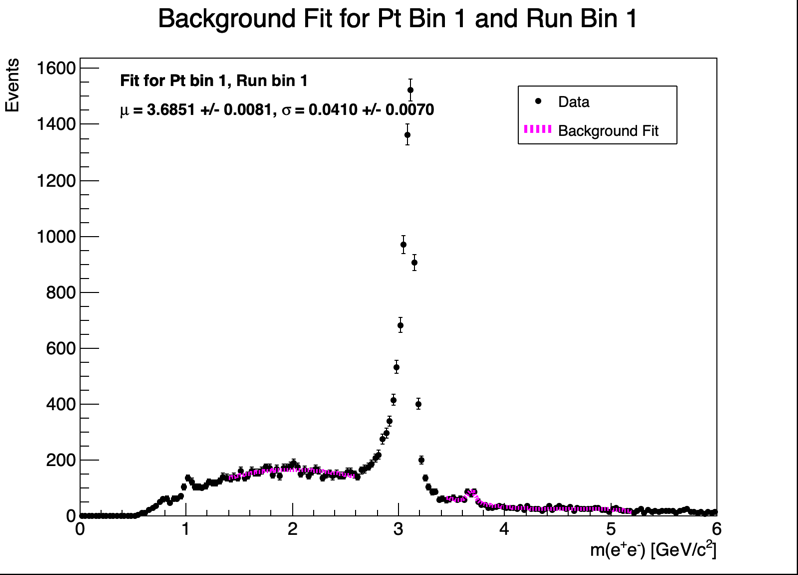 Background Fit for Pt Bin 1 and Run Bin 1
Events
1600
1400
1200
1000
800
600
400
200
0
Fit for Pt bin 1, Run bin 1
μ = 3.6851 +/- 0.0081, σ = 0.0410 +/- 0.0070
Data
Background Fit
0 1 2 3 4 5 6
m(e⁺e⁻) [GeV/c²]